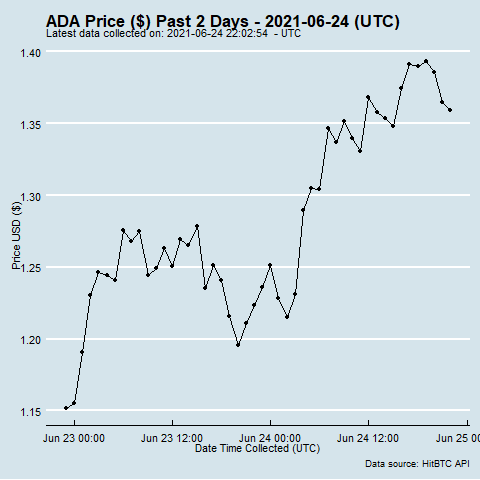 ADA Price ($) Past 2 Days - 2021-06-24 (UTC)
Latest data collected on: 2021-06-24 22:02:54 - UTC
1.40
1.35
1.30
1.25
1.20
1.15
Price USD ($)
Jun 23 00:00 Jun 23 12:00 Jun 24 00:00 Jun 24 12:00 Jun 25 00
Date Time Collected (UTC)
Data source: HitBTC API